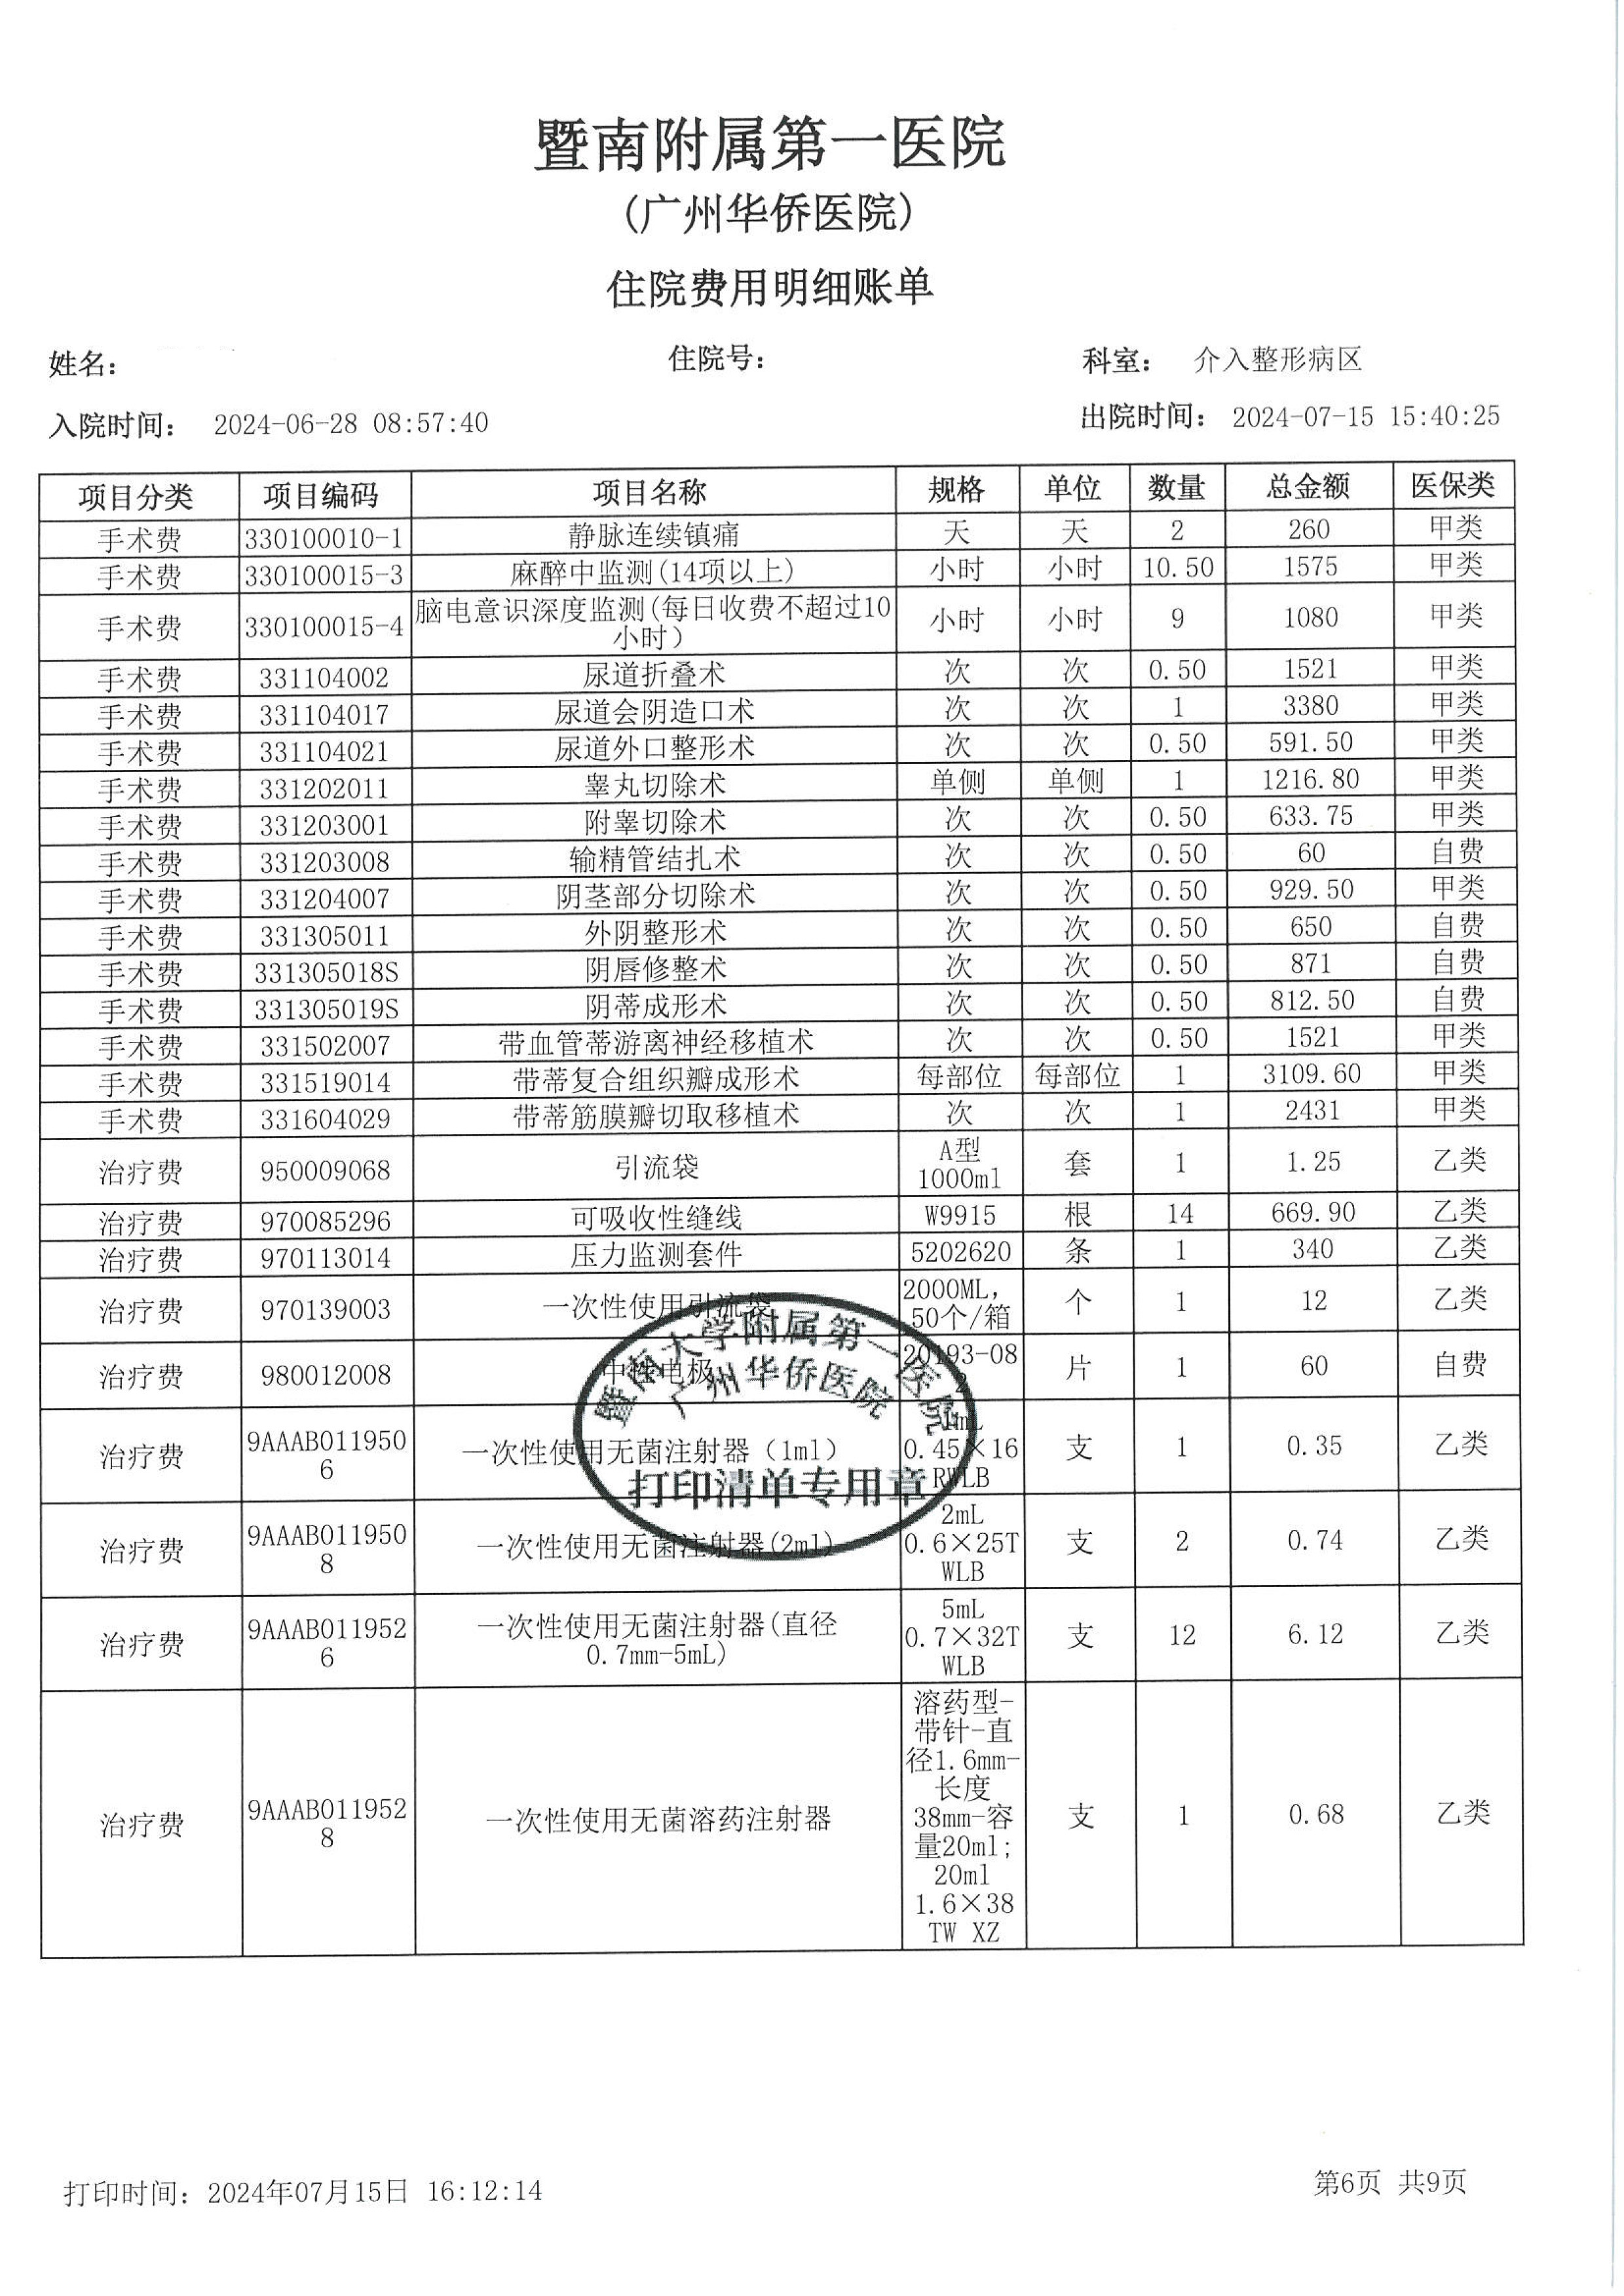 暨南附属第一医院
(广州华侨医院)
住院费用明细账单
姓名： 住院号： 科室： 介入整形病区
入院时间： 2024-06-28 08:57:40 出院时间： 2024-07-15 15:40:25
项目分类 项目编码 项目名称 规格 单位 数量 总金额 医保类
手术费 330100010-1 静脉连续镇痛 天 天 2 260 甲类
手术费 330100015-3 麻醉中监测(14项以上) 小时 小时 10.50 1575 甲类
手术费 330100015-4 脑电意识深度监测(每日收费不超过10小时) 小时 小时 9 1080 甲类
手术费 331104002 尿道折叠术 次 次 0.50 1521 甲类
手术费 331104017 尿道会阴造口术 次 次 1 3380 甲类
手术费 331104021 尿道外口整形术 次 次 0.50 591.50 甲类
手术费 331202011 睾丸切除术 单侧 单侧 1 1216.80 甲类
手术费 331203001 附睾切除术 次 次 0.50 633.75 甲类
手术费 331203008 输精管结扎术 次 次 0.50 60 自费
手术费 331204007 阴茎部分切除术 次 次 0.50 929.50 甲类
手术费 331305011 外阴整形术 次 次 0.50 650 自费
手术费 331305018S 阴唇修整术 次 次 0.50 871 自费
手术费 331305019S 阴蒂成形术 次 次 0.50 812.50 自费
手术费 331502007 带血管蒂游离神经移植术 次 次 0.50 1521 甲类
手术费 331519014 带蒂复合组织瓣成形术 每部位 每部位 1 3109.60 甲类
手术费 331604029 带蒂筋膜瓣切取移植术 次 次 1 2431 甲类
治疗费 950009068 引流袋 A型 1000ml 套 1 1.25 乙类
治疗费 970085296 可吸收性缝线 W9915 根 14 669.90 乙类
治疗费 970113014 压力监测套件 5202620 条 1 340 乙类
治疗费 970139003 一次性使用引流袋 2000ML, 50个/箱 个 1 12 乙类
治疗费 980012008 中性电极 20193-082 片 1 60 自费
治疗费 9AAAB0119506 一次性使用无菌注射器（1ml） 1mL 0.45×16 RWLB 支 1 0.35 乙类
治疗费 9AAAB0119508 一次性使用无菌注射器(2ml) 2mL 0.6×25T WLB 支 2 0.74 乙类
治疗费 9AAAB0119526 一次性使用无菌注射器(直径0.7mm-5mL) 5mL 0.7×32T WLB 支 12 6.12 乙类
治疗费 9AAAB0119528 一次性使用无菌溶药注射器 溶药型-带针-直径1.6mm-长度38mm-容量20ml; 20ml 1.6×38 TW XZ 支 1 0.68 乙类
暨南大学附属第一医院
广州华侨医院
打印清单专用章
打印时间：2024年07月15日 16:12:14 第6页 共9页